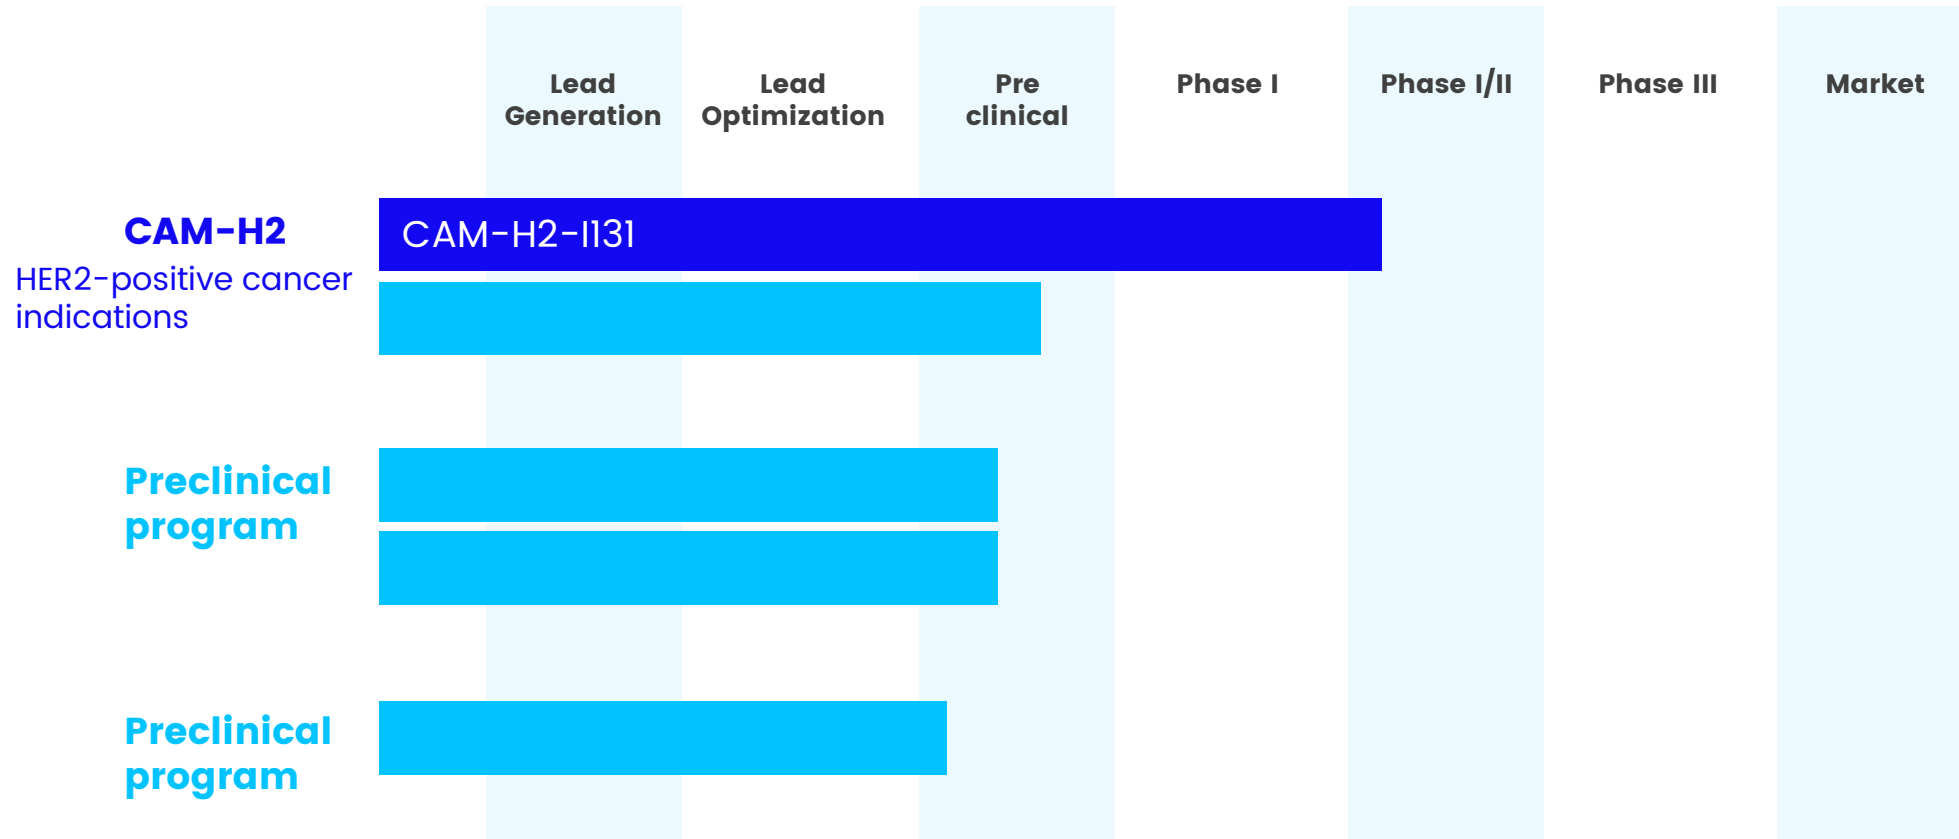 Lead
Generation
Lead
Optimization
Pre
clinical
Phase I
Phase I/II
Phase III
Market
CAM-H2
HER2-positive cancer
indications
CAM-H2-I131
Preclinical
program
Preclinical
program